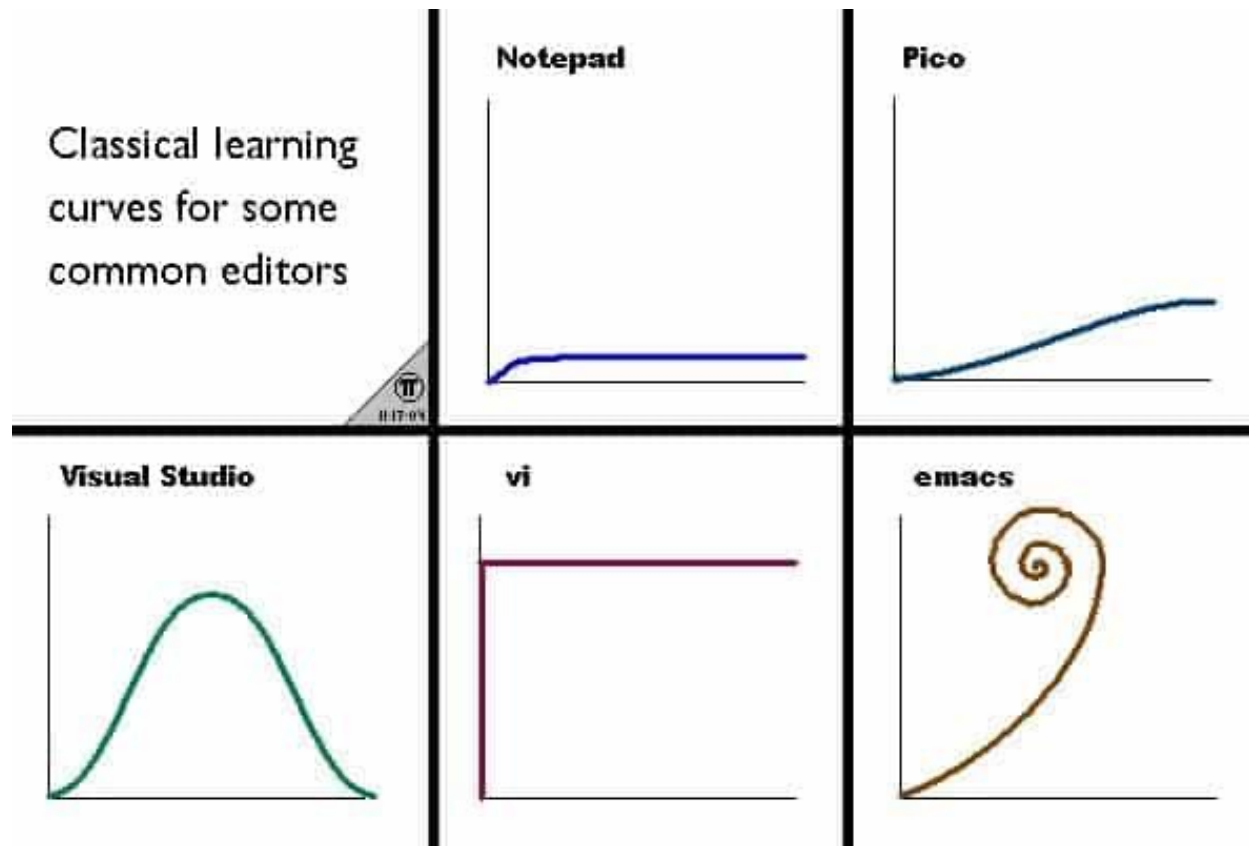 Classical learning
curves for some
common editors
Notepad
Pico
Visual Studio
vi
emacs